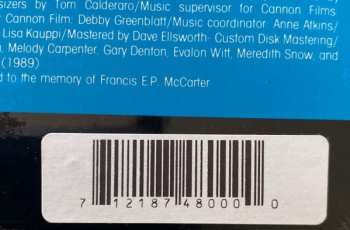 sizers by Tom Calderaro/Music supervisor for Cannon Films
Cannon Film: Debby Greenblatt/Music coordinator Anne Atkins/
Lisa Kauppi/Mastered by Dave Ellsworth- Custom Disk Mastering/
Melody Carpenter, Gary Denton, Evalon Witt, Meredith Snow, and
(1989)
d to the memory of Francis E.P. McCarter
7 12187 48000 0